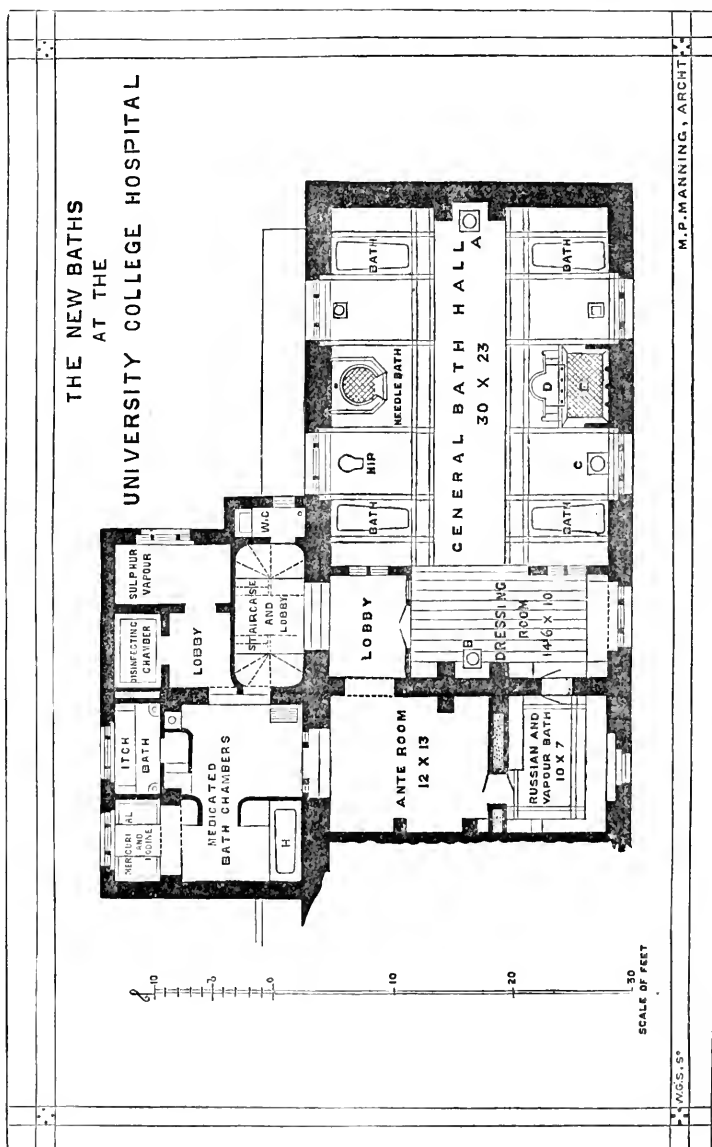 THE NEW BATHS
AT THE
UNIVERSITY COLLEGE HOSPITAL
SULPHUR
VAPOUR
DISINFECTING
CHAMBER
LOBBY
ITCH
BATH
MERCURIAL
AND
IODINE
MEDICATED
BATH CHAMBERS
H
STAIRCASE
AND
LOBBY
W.C
LOBBY
ANTE ROOM
12 X 13
RUSSIAN AND
VAPOUR BATH
10 X 7
B
DRESSING
ROOM
14'6 X 10
GENERAL BATH HALL
30 X 23
BATH
HIP
NEEDLE BATH
BATH
A
BATH
C
D
BATH
10
5
0
10
20
30
SCALE OF FEET
W.G.S. Sc
M.P. MANNING, ARCHT